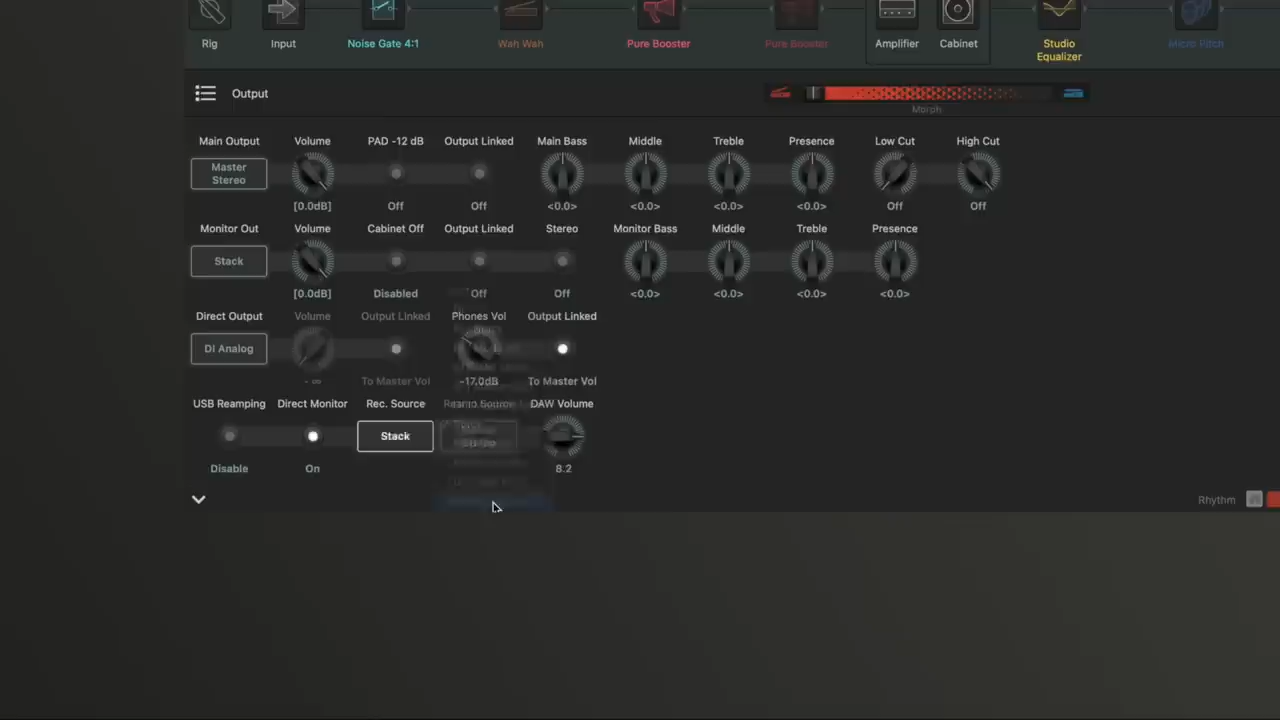 Rig Input Noise Gate 4:1 Wah Wah Pure Booster Pure Booster Amplifier Cabinet Studio Micro Pitch
Equalizer
Output
Morph
Main Output Volume PAD -12 dB Output Linked Main Bass Middle Treble Presence Low Cut High Cut
Master
Stereo
[0.0dB] Off Off <0.0> <0.0> <0.0> <0.0> Off Off
Monitor Out Volume Cabinet Off Output Linked Stereo Monitor Bass Middle Treble Presence
Stack
[0.0dB] Disabled Off Off <0.0> <0.0> <0.0> <0.0>
Direct Output Volume Output Linked Phones Vol Output Linked
DI Analog
- ∞ To Master Vol -17.0dB To Master Vol
USB Reamping Direct Monitor Rec. Source Source DAW Volume
Stack
Disable On 8.2
Rhythm